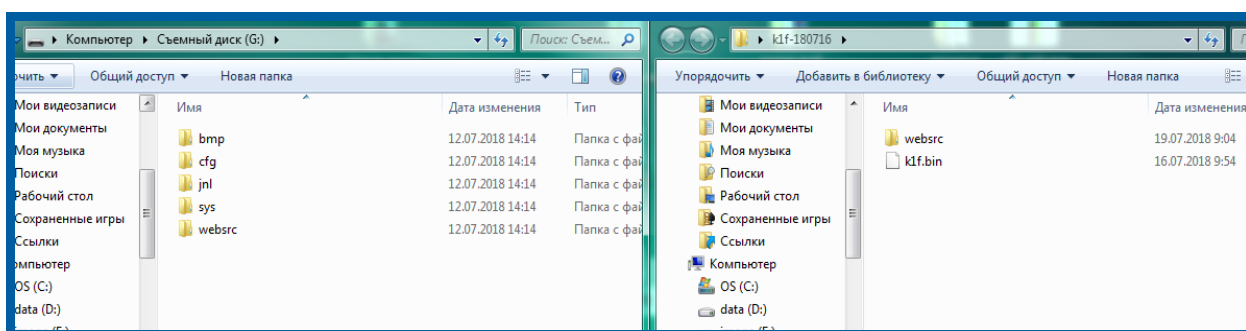 Компьютер ▸ Съемный диск (G:) ▸
Поиск: Съем...
очить ▾ Общий доступ ▾ Новая папка
Мои видеозаписи
Мои документы
Моя музыка
Поиски
Рабочий стол
Сохраненные игры
Ссылки
омпьютер
OS (C:)
data (D:)
Имя Дата изменения Тип
bmp 12.07.2018 14:14 Папка с фай
cfg 12.07.2018 14:14 Папка с фай
jnl 12.07.2018 14:14 Папка с фай
sys 12.07.2018 14:14 Папка с фай
websrc 12.07.2018 14:14 Папка с фай
k1f-180716 ▸
Упорядочить ▾ Добавить в библиотеку ▾ Общий доступ ▾ Новая папка
Мои видеозаписи
Мои документы
Моя музыка
Поиски
Рабочий стол
Сохраненные игры
Ссылки
Компьютер
OS (C:)
data (D:)
Имя Дата изменения
websrc 19.07.2018 9:04
k1f.bin 16.07.2018 9:54